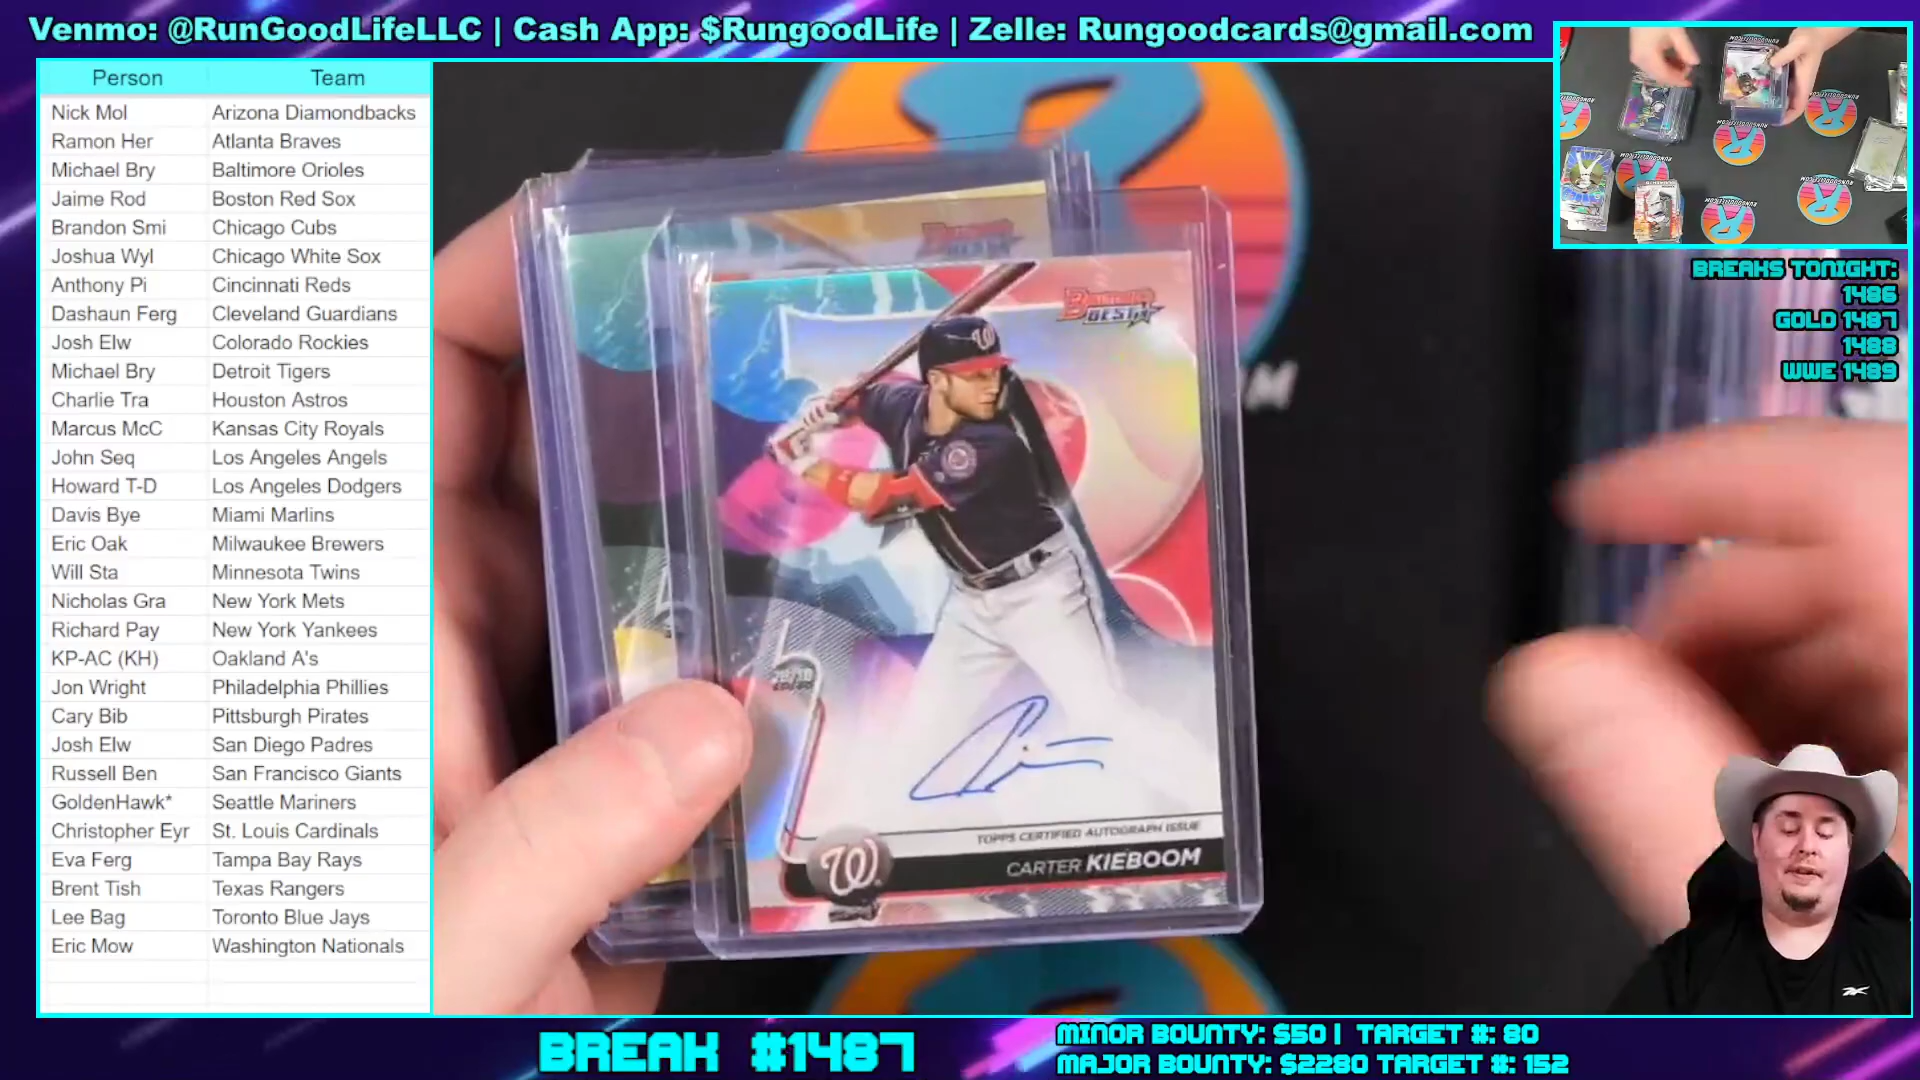 Venmo: @RunGoodLifeLLC | Cash App: $RungoodLife | Zelle: Rungoodcards@gmail.com
Person Team
Nick Mol Arizona Diamondbacks
Ramon Her Atlanta Braves
Michael Bry Baltimore Orioles
Jaime Rod Boston Red Sox
Brandon Smi Chicago Cubs
Joshua Wyl Chicago White Sox
Anthony Pi Cincinnati Reds
Dashaun Ferg Cleveland Guardians
Josh Elw Colorado Rockies
Michael Bry Detroit Tigers
Charlie Tra Houston Astros
Marcus McC Kansas City Royals
John Seq Los Angeles Angels
Howard T-D Los Angeles Dodgers
Davis Bye Miami Marlins
Eric Oak Milwaukee Brewers
Will Sta Minnesota Twins
Nicholas Gra New York Mets
Richard Pay New York Yankees
KP-AC (KH) Oakland A's
Jon Wright Philadelphia Phillies
Cary Bib Pittsburgh Pirates
Josh Elw San Diego Padres
Russell Ben San Francisco Giants
GoldenHawk* Seattle Mariners
Christopher Eyr St. Louis Cardinals
Eva Ferg Tampa Bay Rays
Brent Tish Texas Rangers
Lee Bag Toronto Blue Jays
Eric Mow Washington Nationals
BOWMAN'S
BEST
W
TOPPS CERTIFIED AUTOGRAPH ISSUE
CARTER KIEBOOM
W
BREAKS TONIGHT:
1486
GOLD 1487
1488
WWE 1489
BREAK #1487
MINOR BOUNTY: $50 | TARGET #: 80
MAJOR BOUNTY: $2280 TARGET #: 152